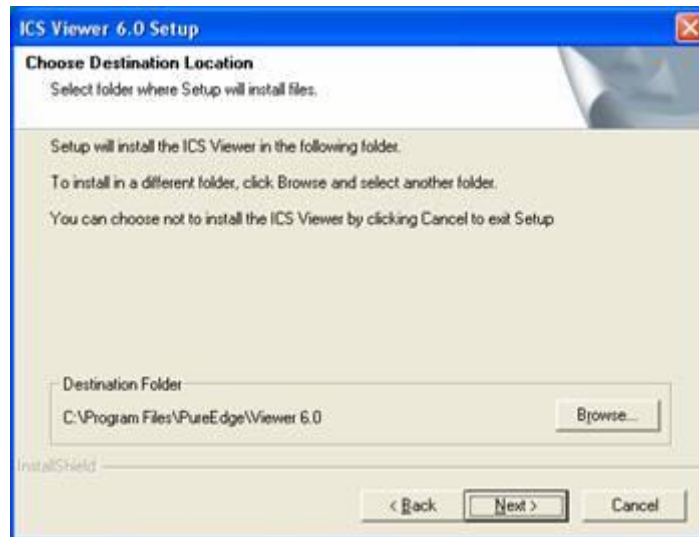 ICS Viewer 6.0 Setup
Choose Destination Location
Select folder where Setup will install files.
Setup will install the ICS Viewer in the following folder.
To install in a different folder, click Browse and select another folder.
You can choose not to install the ICS Viewer by clicking Cancel to exit Setup
Destination Folder
C:\Program Files\PureEdge\Viewer 6.0
Browse...
InstallShield
< Back
Next >
Cancel